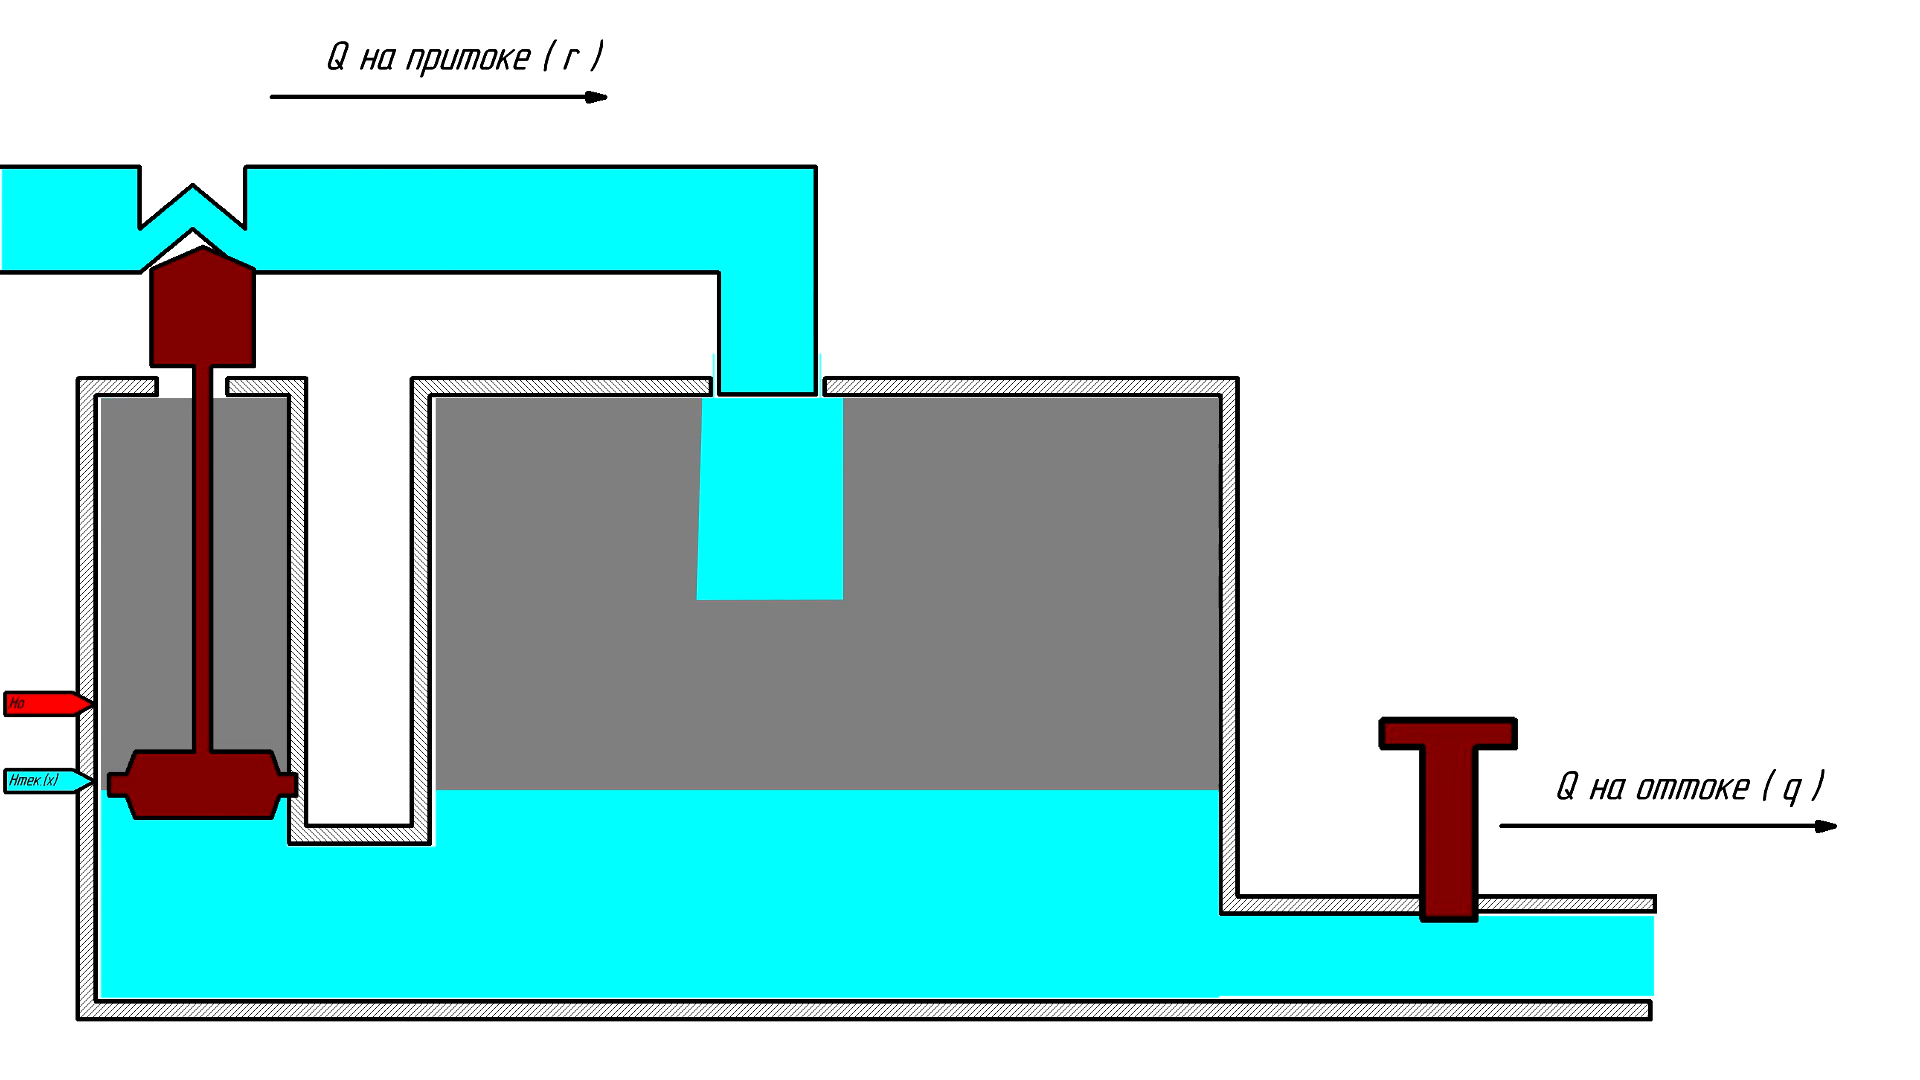 Q на притоке ( r )
Но
Нтек.(х)
Q на оттоке ( q )